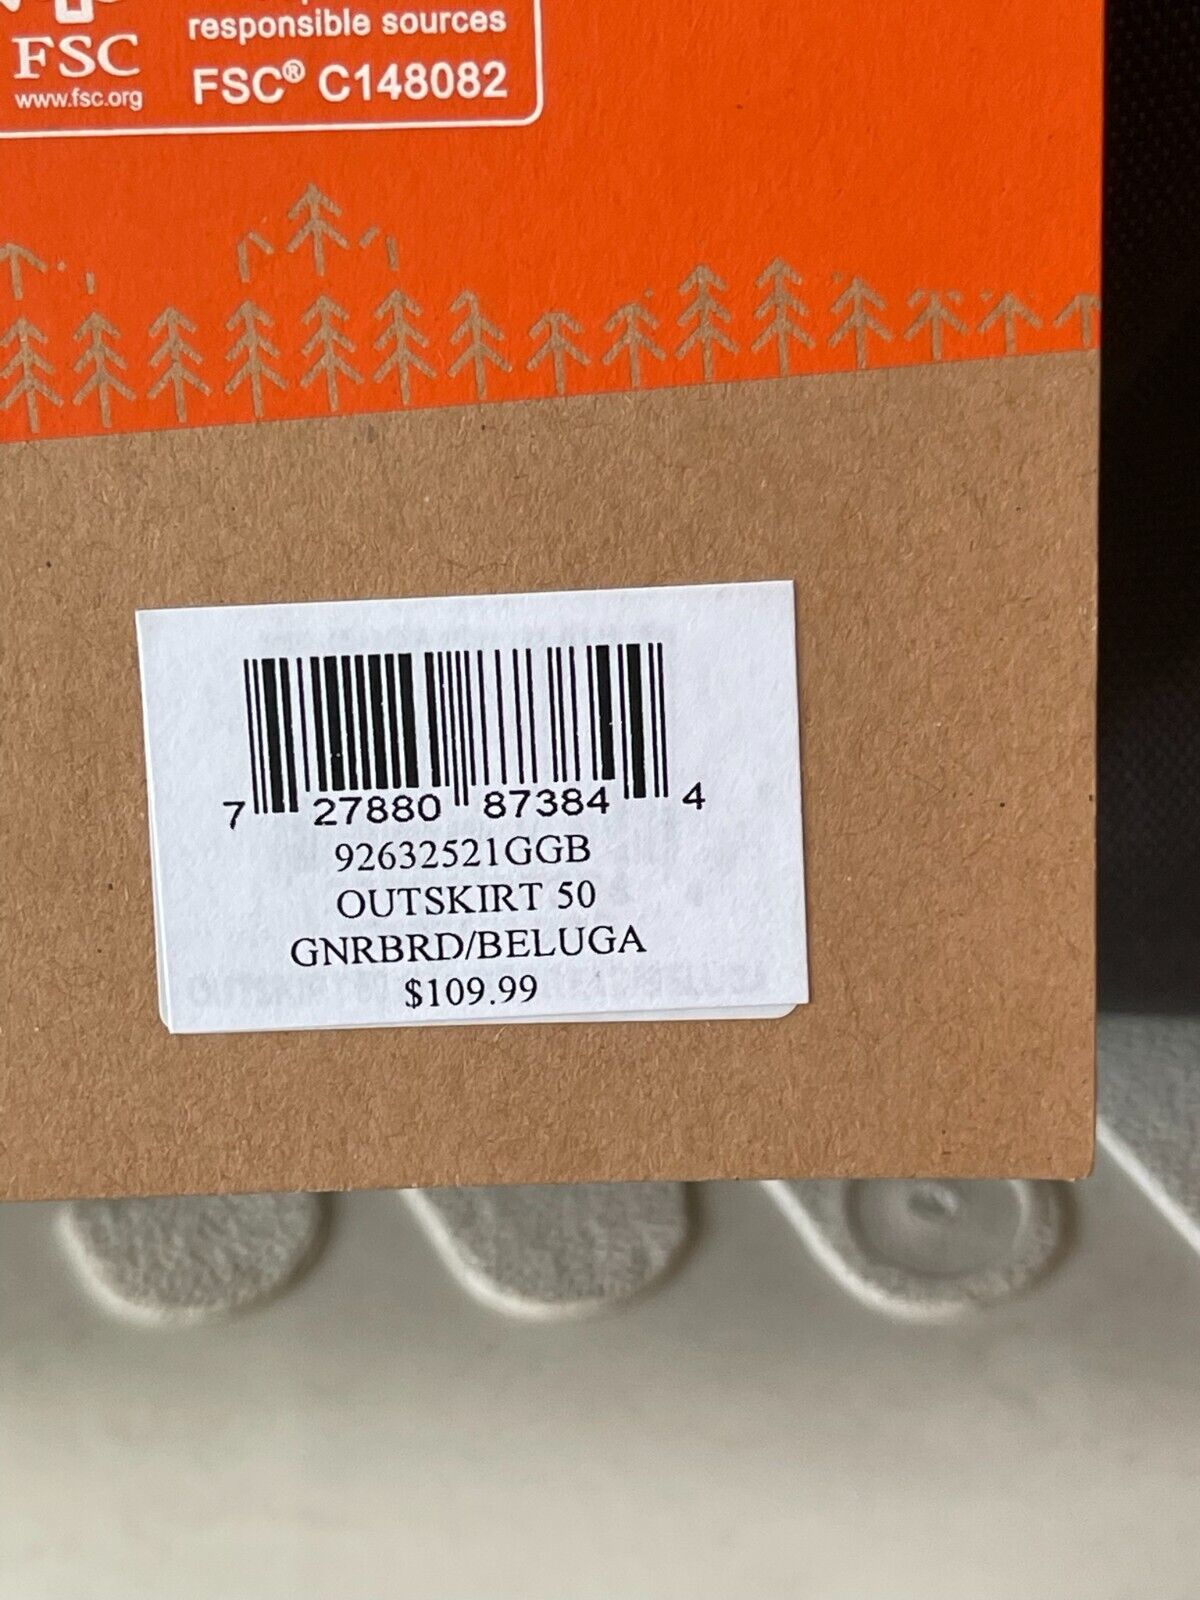 responsible sources
FSC
www.fsc.org
FSC® C148082
7 27880 87384 4
92632521GGB
OUTSKIRT 50
GNRBRD/BELUGA
$109.99